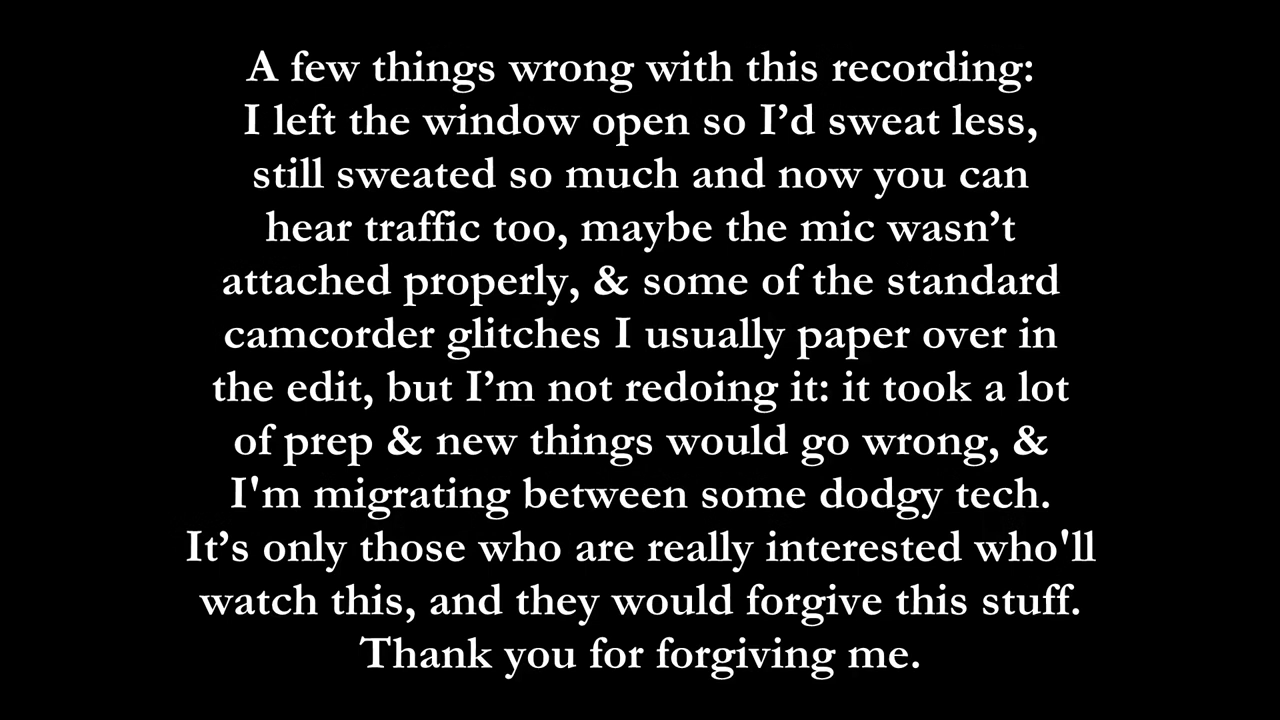 A few things wrong with this recording:
I left the window open so I’d sweat less,
still sweated so much and now you can
hear traffic too, maybe the mic wasn’t
attached properly, & some of the standard
camcorder glitches I usually paper over in
the edit, but I’m not redoing it: it took a lot
of prep & new things would go wrong, &
I'm migrating between some dodgy tech.
It’s only those who are really interested who'll
watch this, and they would forgive this stuff.
Thank you for forgiving me.